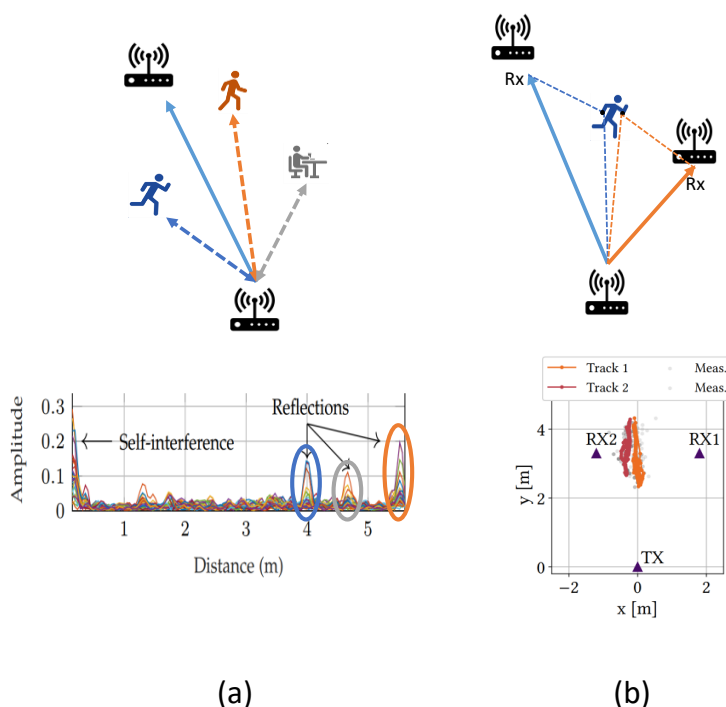 Rx
Rx
Amplitude
0.3
0.2
0.1
0
Reflections
Self-interference
1
2
3
4
5
Distance (m)
Track 1
Meas.
Track 2
Meas.
4
2
0
y [m]
RX2
RX1
TX
−2
0
2
x [m]
(a)
(b)